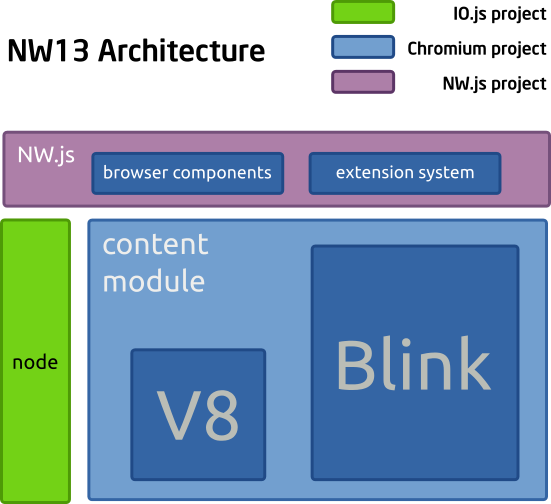 IO.js project
NW13 Architecture
Chromium project
NW.js project
NW.js
browser components
extension system
content
module
node
Blink
V8